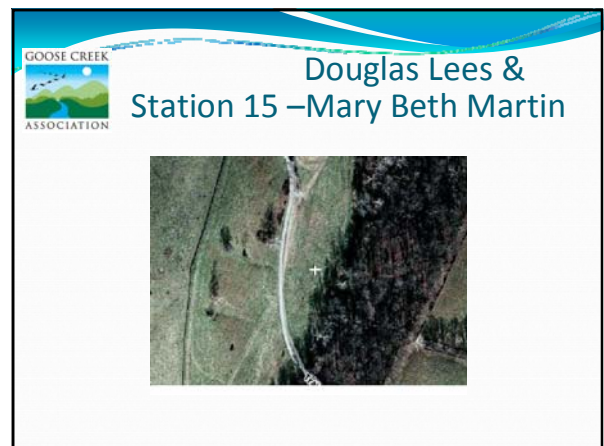 GOOSE CREEK
ASSOCIATION
Douglas Lees &
Station 15 –Mary Beth Martin